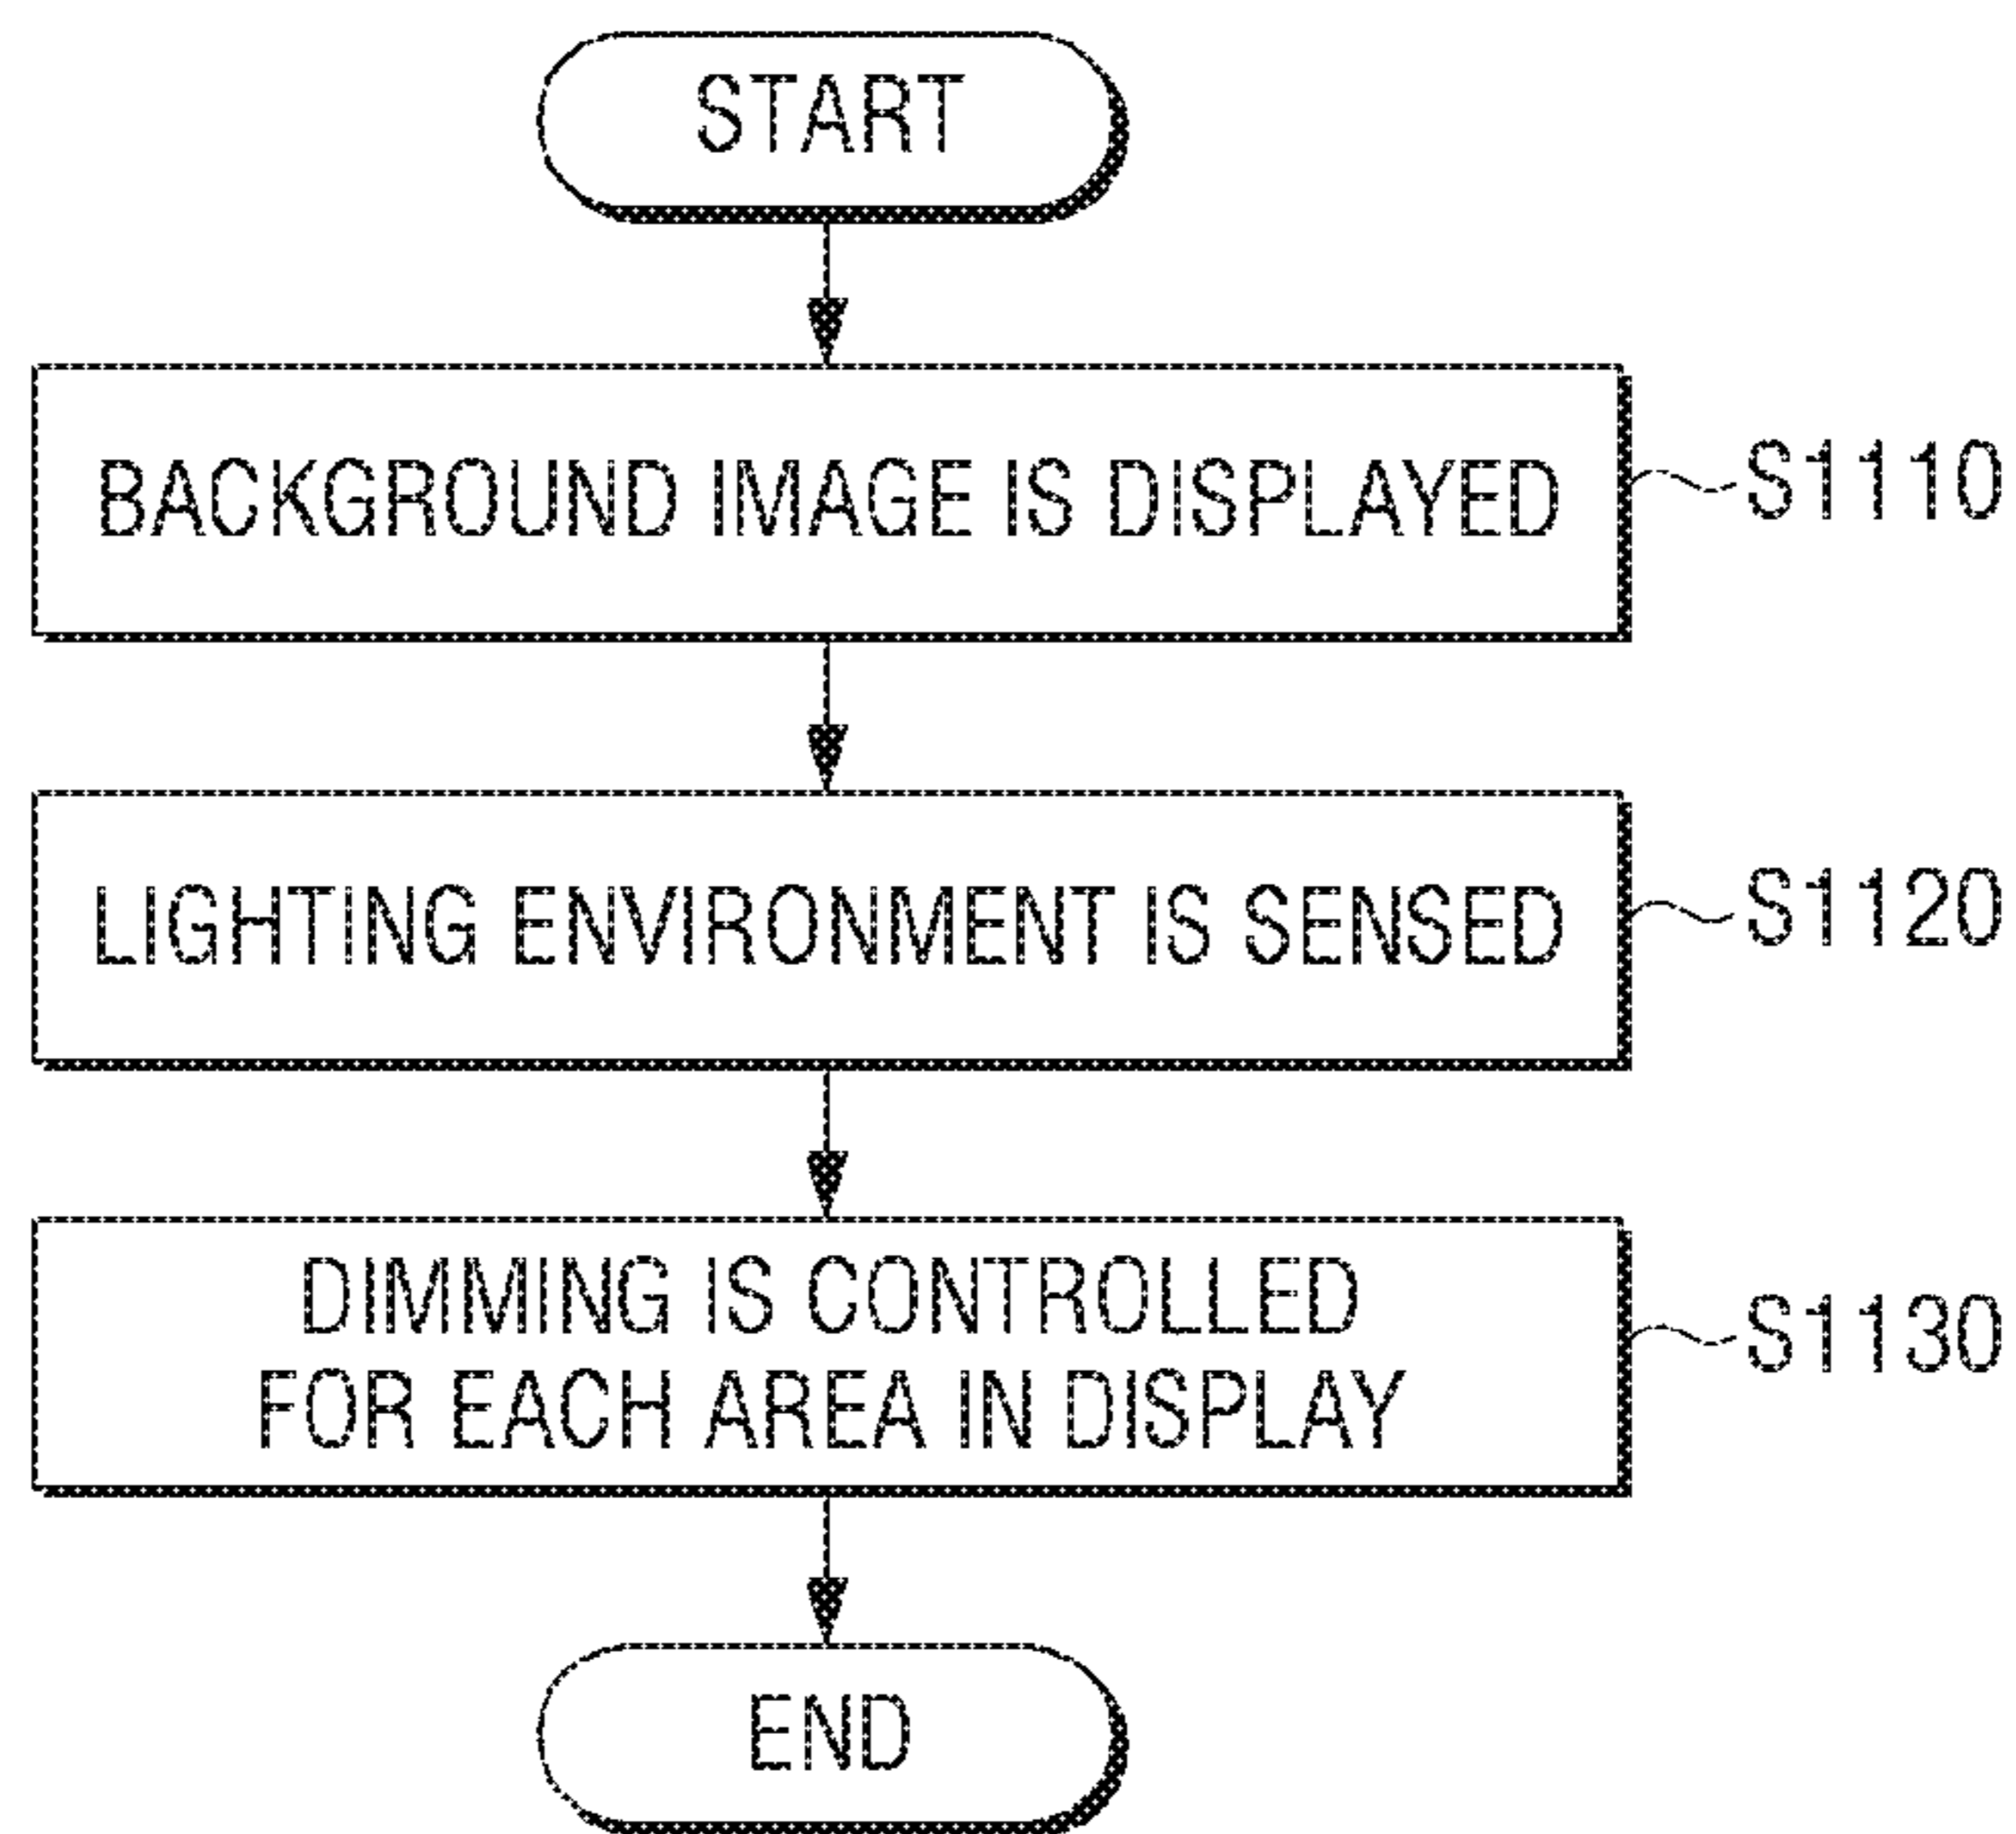 START
BACKGROUND IMAGE IS DISPLAYED
S1110
LIGHTING ENVIRONMENT IS SENSED
S1120
DIMMING IS CONTROLLED
FOR EACH AREA IN DISPLAY
S1130
END